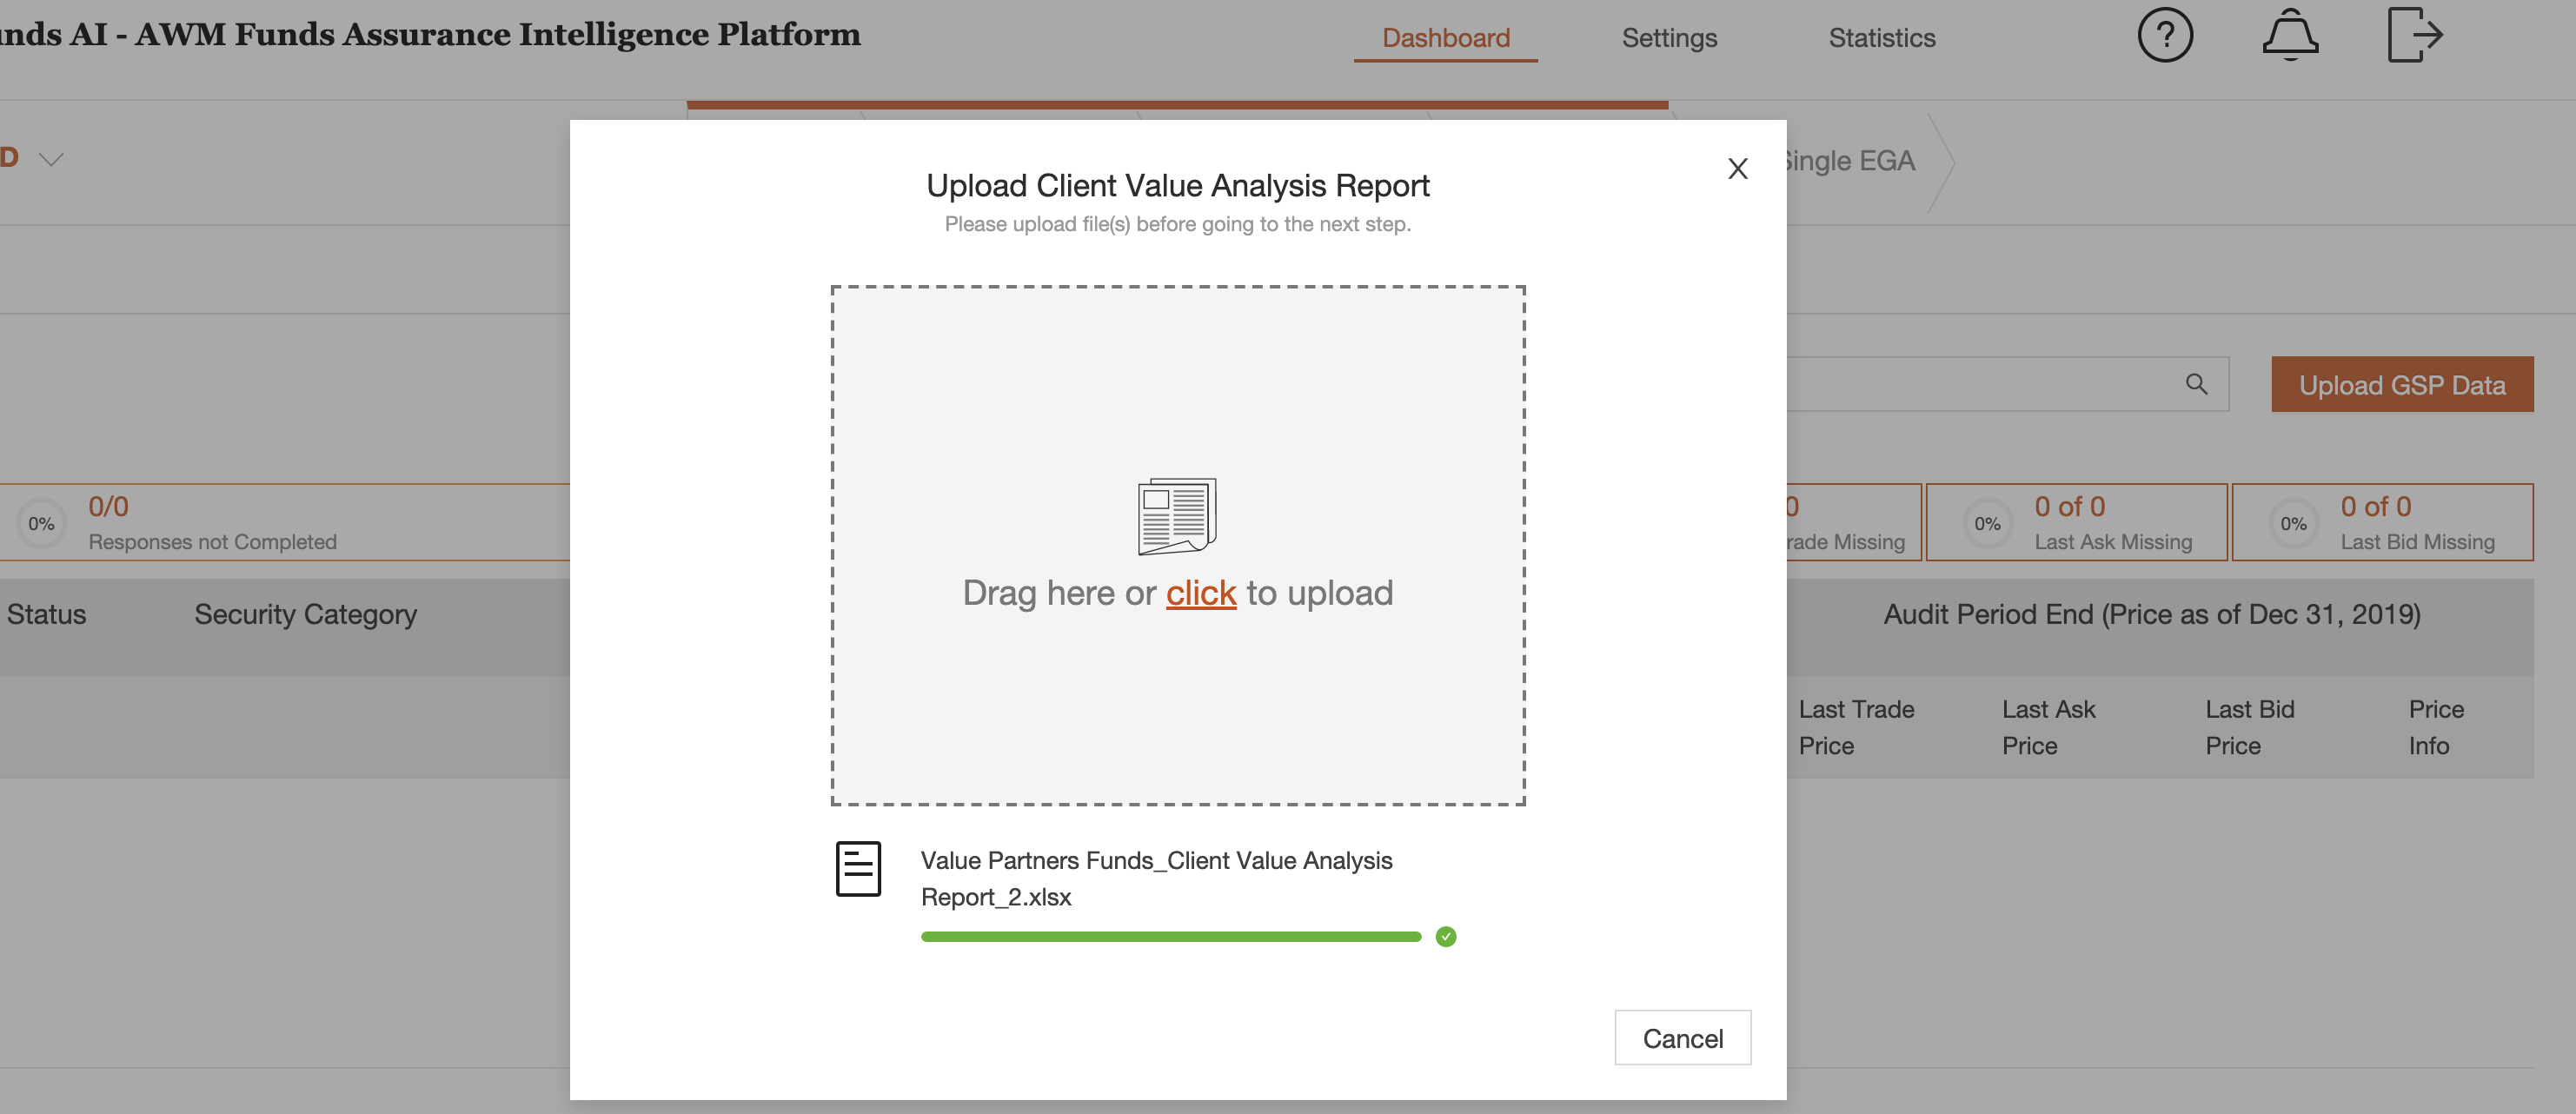 nds AI - AWM Funds Assurance Intelligence Platform
Dashboard
Settings
Statistics
?
D
Upload Client Value Analysis Report
X
Please upload file(s) before going to the next step.
Single EGA
Upload GSP Data
Drag here or click to upload
0%
0/0
Responses not Completed
0
rade Missing
0%
0 of 0
Last Ask Missing
0%
0 of 0
Last Bid Missing
Status
Security Category
Audit Period End (Price as of Dec 31, 2019)
Last Trade
Price
Last Ask
Price
Last Bid
Price
Price
Info
Value Partners Funds_Client Value Analysis
Report_2.xlsx
Cancel